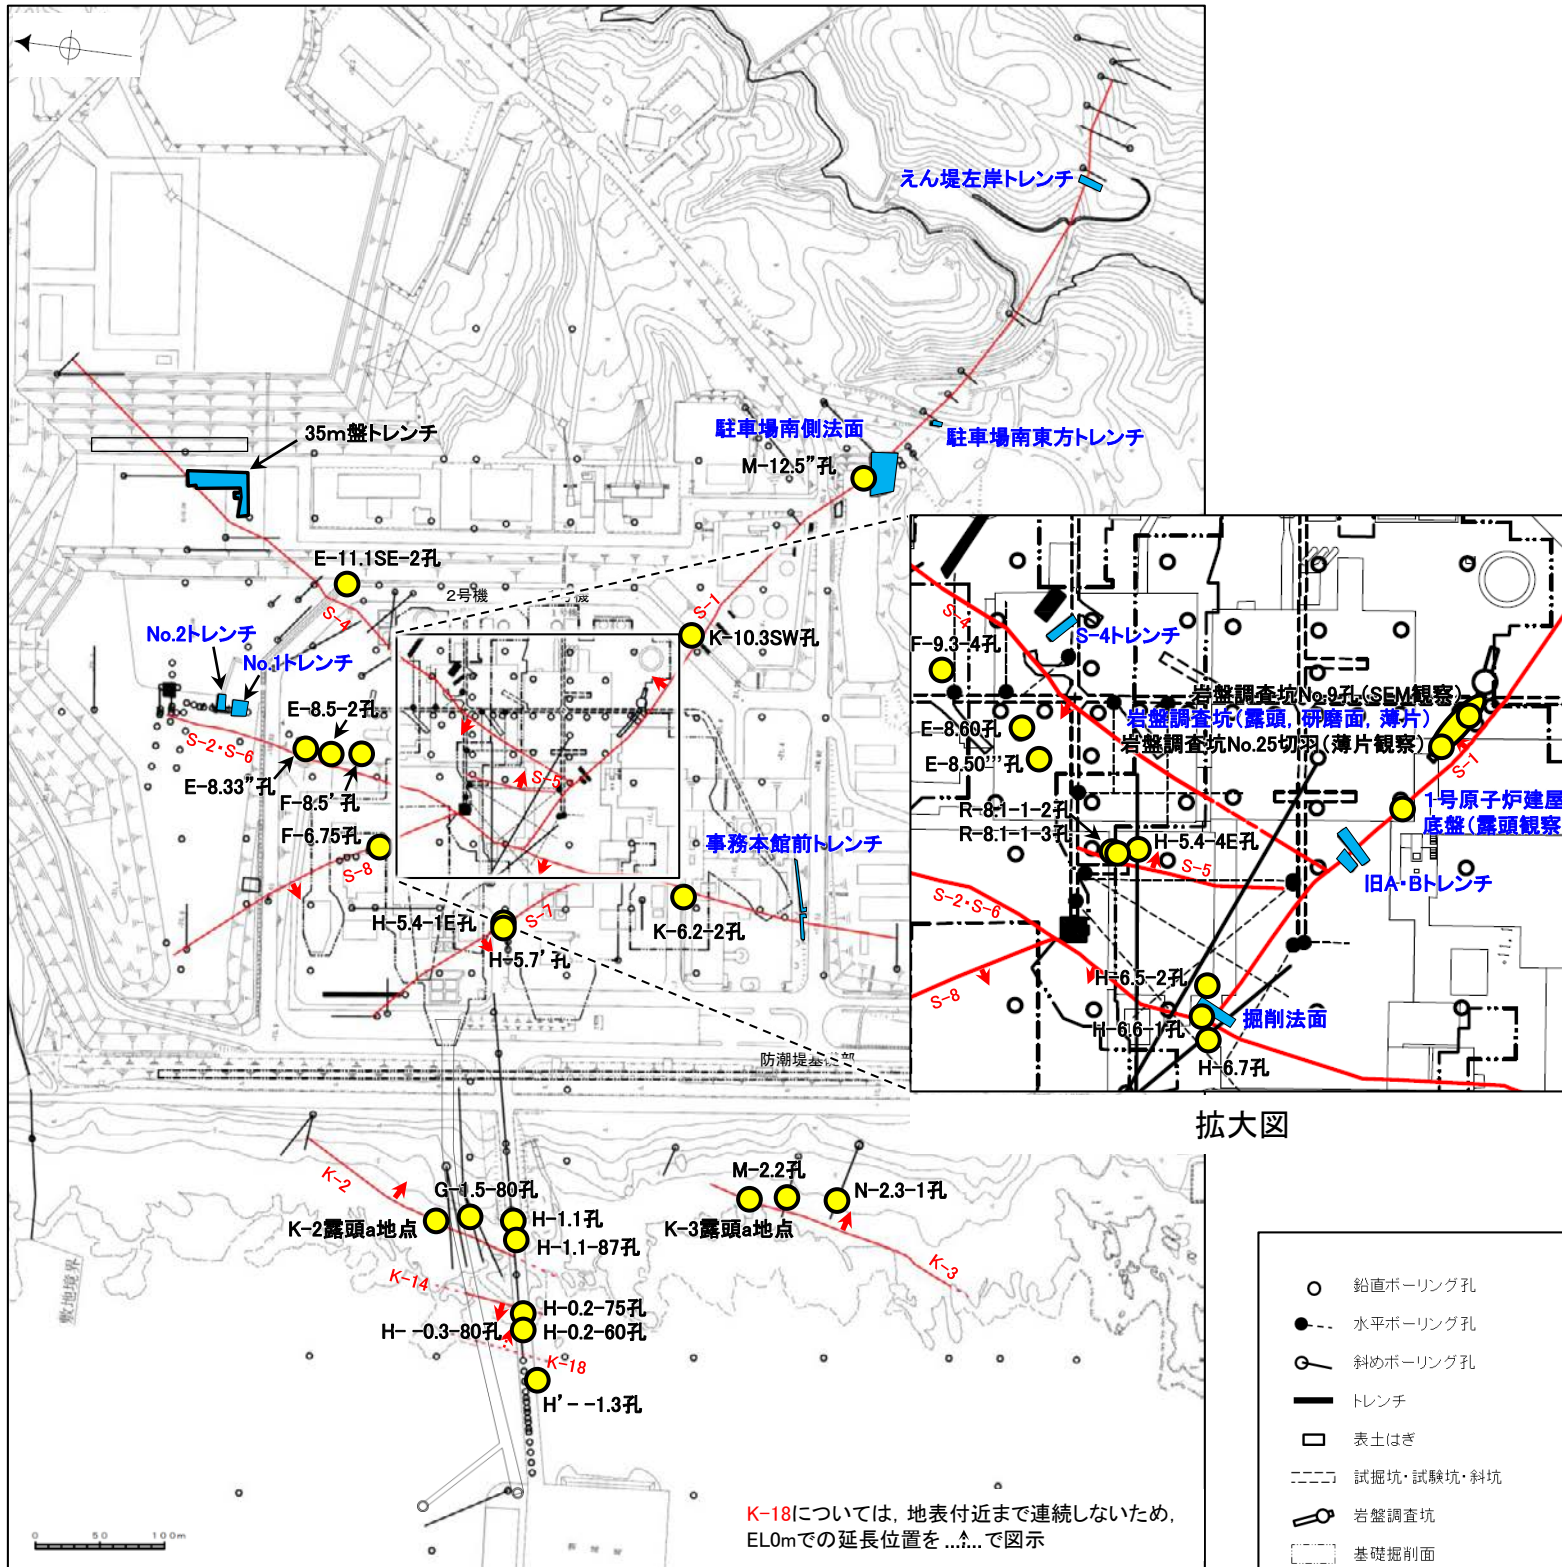 えん堤左岸トレンチ
35m盤トレンチ
駐車場南側法面
駐車場南東方トレンチ
M-12.5”孔
E-11.1SE-2孔
S-4
2号機
号機
S-1
No.2トレンチ
No.1トレンチ
K-10.3SW孔
E-8.5-2孔
S-2・S-6
E-8.33”孔
F-8.5’孔
S-5
F-6.75孔
S-8
事務本館前トレンチ
H-5.4-1E孔
S-7
K-6.2-2孔
H-5.7’孔
防潮堤基礎部
S-4
S-4トレンチ
F-9.3-4孔
岩盤調査坑No.9孔(SEM観察)
岩盤調査坑(露頭, 研磨面, 薄片)
岩盤調査坑No.25切羽(薄片観察)
E-8.60孔
E-8.50’’’孔
S-1
R-8.1-1-2孔
R-8.1-1-3孔
H-5.4-4E孔
1号原子炉建屋
底盤(露頭観察
S-5
旧A・Bトレンチ
S-2・S-6
S-8
H-6.5-2孔
掘削法面
H-6.6-1孔
H-6.7孔
拡大図
K-2
G-1.5-80孔
M-2.2孔
N-2.3-1孔
K-2露頭a地点
H-1.1孔
K-3露頭a地点
H-1.1-87孔
K-14
K-3
敷地境界
H-0.2-75孔
H- -0.3-80孔
H-0.2-60孔
K-18
H’- -1.3孔
K-18については, 地表付近まで連続しないため,
EL0mでの延長位置を で図示
0 50 100m
鉛直ボーリング孔
水平ボーリング孔
斜めボーリング孔
トレンチ
表土はぎ
試掘坑・試験坑・斜坑
岩盤調査坑
基礎掘削面